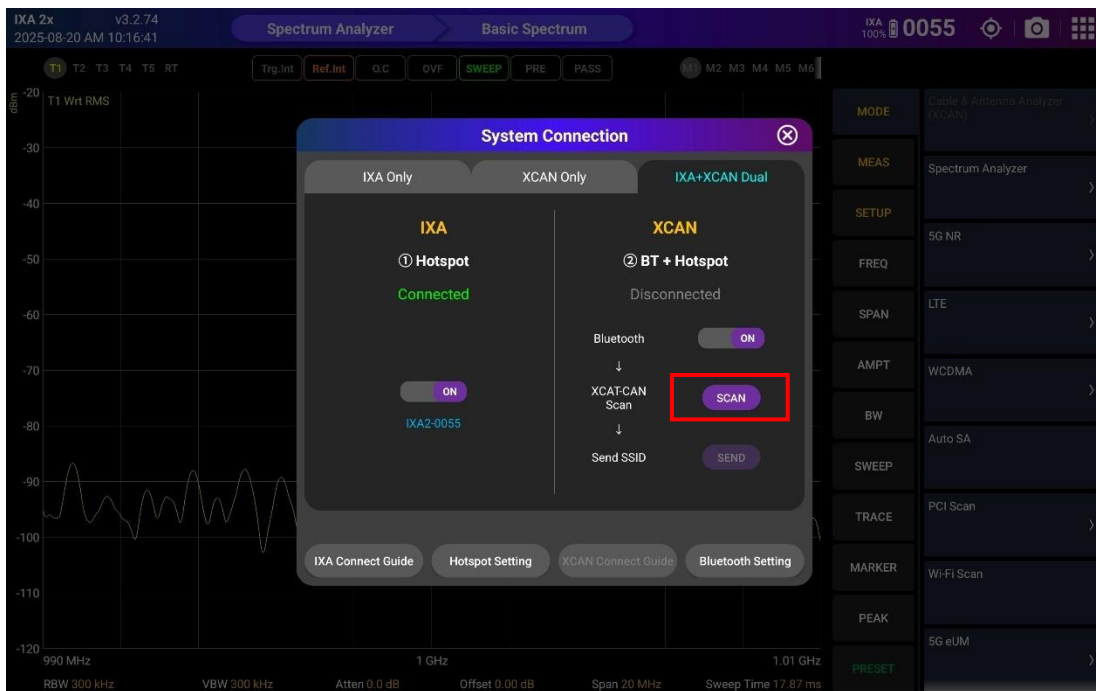 IXA 2x v3.2.74
2025-08-20 AM 10:16:41
Spectrum Analyzer
Basic Spectrum
IXA
100%
0055
T1 T2 T3 T4 T5 RT
Trg.Int Ref.Int O.C OVF SWEEP PRE PASS
M1 M2 M3 M4 M5 M6
dBm
T1 Wrt RMS
-20
-30
-40
-50
-60
-70
-80
-90
-100
-110
-120
990 MHz 1 GHz 1.01 GHz
RBW 300 kHz VBW 300 kHz Atten 0.0 dB Offset 0.00 dB Span 20 MHz Sweep Time 17.87 ms
System Connection
IXA Only
XCAN Only
IXA+XCAN Dual
IXA
① Hotspot
Connected
ON
IXA2-0055
XCAN
② BT + Hotspot
Disconnected
Bluetooth ON
↓
XCAT-CAN
Scan
SCAN
↓
Send SSID SEND
IXA Connect Guide
Hotspot Setting
XCAN Connect Guide
Bluetooth Setting
MODE
MEAS
SETUP
FREQ
SPAN
AMPT
BW
SWEEP
TRACE
MARKER
PEAK
PRESET
Cable & Antenna Analyzer
(XCAN)
Spectrum Analyzer
5G NR
LTE
WCDMA
Auto SA
PCI Scan
Wi-Fi Scan
5G eUM